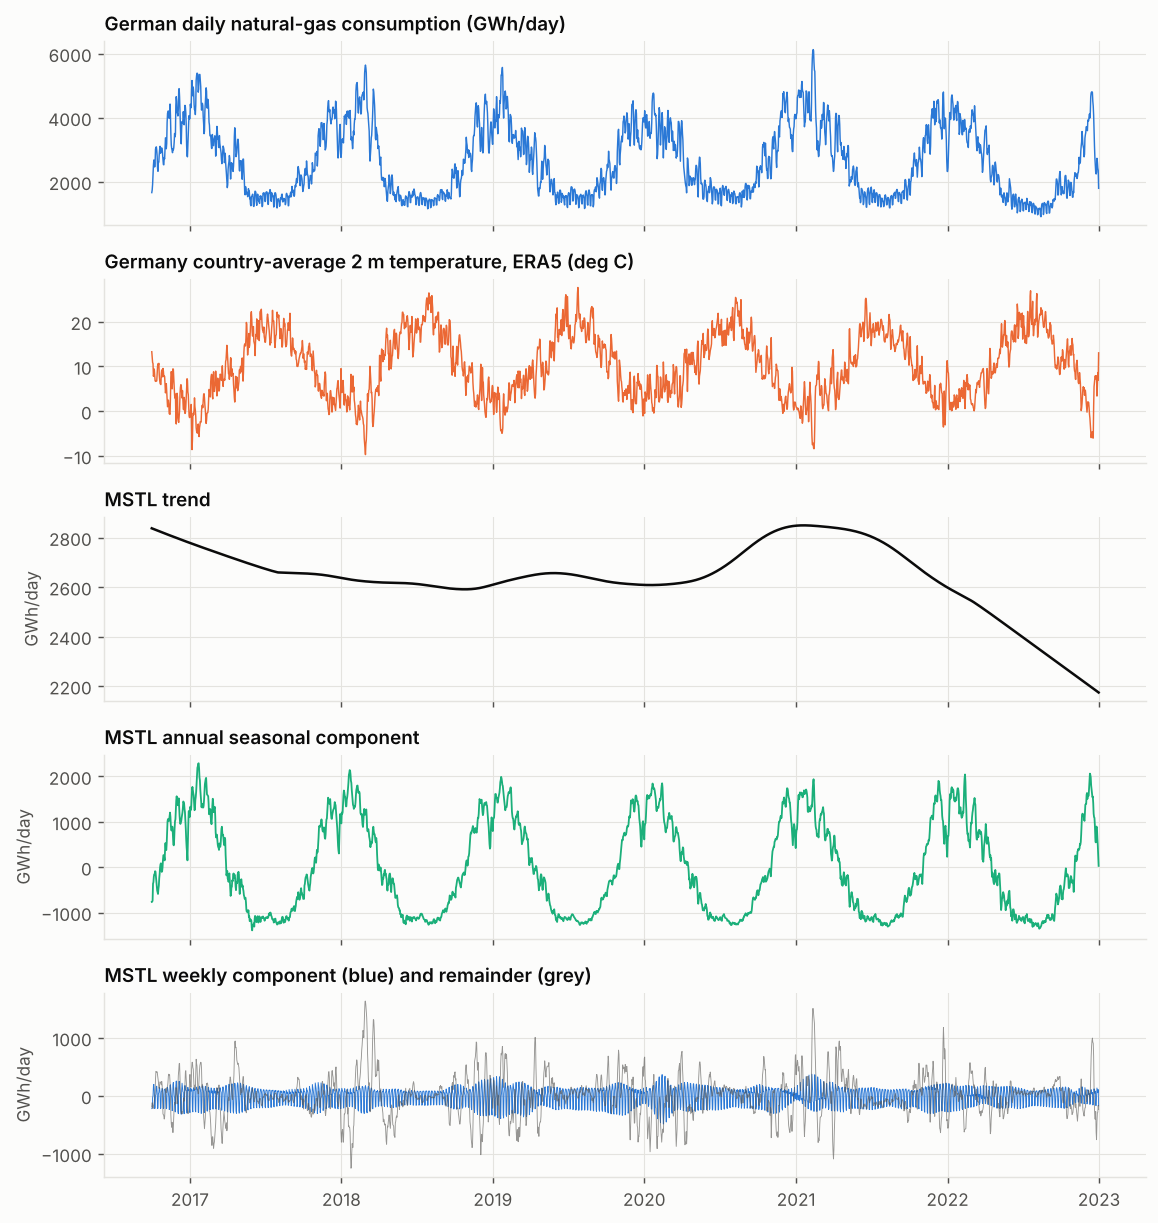 German daily natural-gas consumption (GWh/day)
6000
4000
2000
Germany country-average 2 m temperature, ERA5 (deg C)
20
10
0
−10
MSTL trend
GWh/day
2800
2600
2400
2200
MSTL annual seasonal component
GWh/day
2000
1000
0
−1000
MSTL weekly component (blue) and remainder (grey)
GWh/day
1000
0
−1000
2017 2018 2019 2020 2021 2022 2023